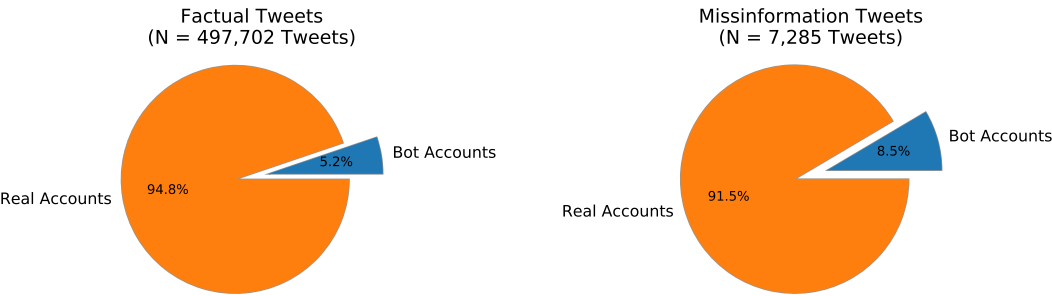 Factual Tweets
(N = 497,702 Tweets)
5.2%
Bot Accounts
94.8%
Real Accounts
Missinformation Tweets
(N = 7,285 Tweets)
Bot Accounts
8.5%
91.5%
Real Accounts